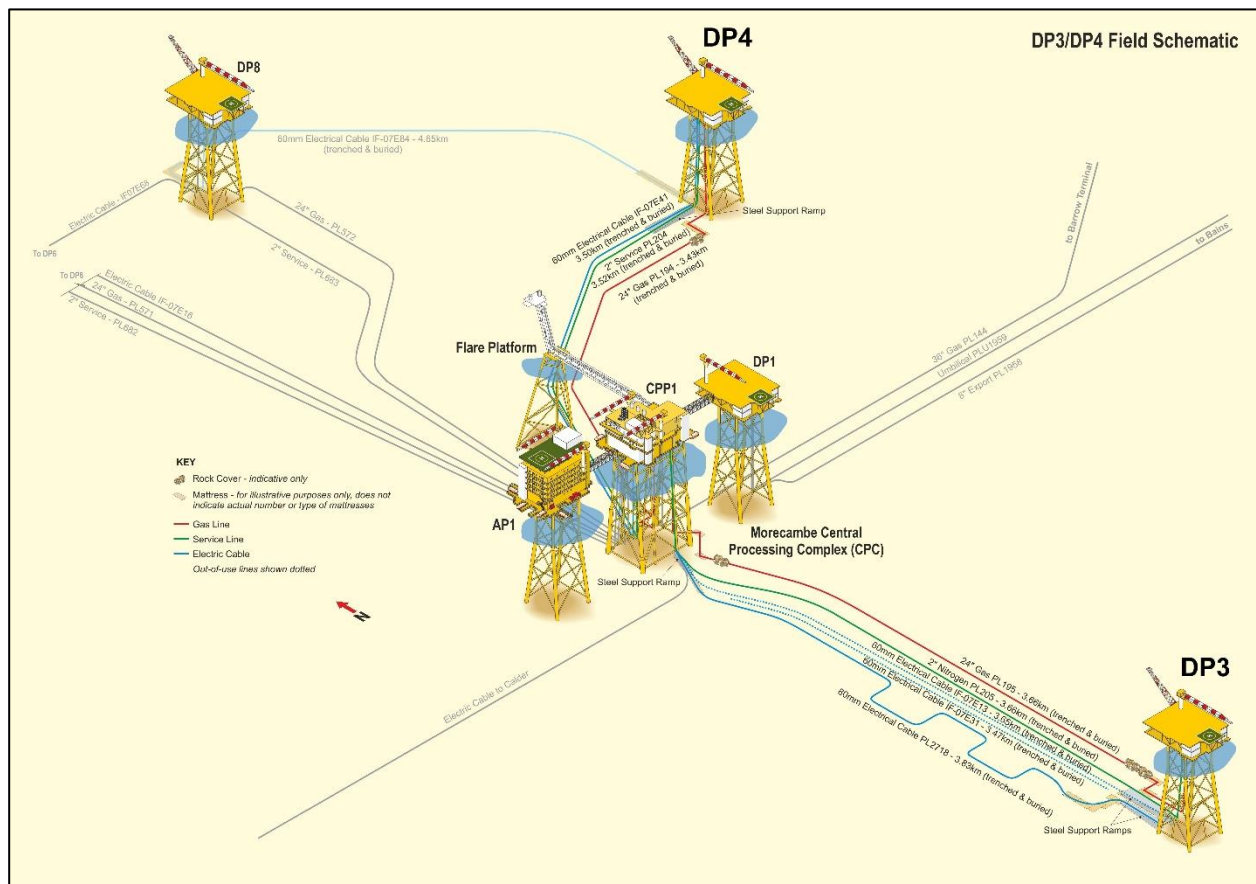 DP3/DP4 Field Schematic
DP4
DP8
60mm Electrical Cable IF-07E84 - 4.65km
(trenched & buried)
Electric Cable - IF07E68
24" Gas - PL572
2" Service - PL683
To DP6
To DP6
Electric Cable IF-07E16
24" Gas - PL571
2" Service - PL682
60mm Electrical Cable IF-07E41
3.50km (trenched & buried)
2" Service PL204
3.52km (trenched & buried)
24" Gas PL194 - 3.43km
(trenched & buried)
Steel Support Ramp
to Barrow Terminal
to Bains
36" Gas PL144
Umbilical PLU1959
8" Export PL1956
Flare Platform
CPP1
DP1
AP1
KEY
Rock Cover - indicative only
Mattress - for illustrative purposes only, does not
indicate actual number or type of mattresses
Gas Line
Service Line
Electric Cable
Out-of-use lines shown dotted
N
Steel Support Ramp
Morecambe Central
Processing Complex (CPC)
Electric Cable to Calder
24" Gas PL195 - 3.66km (trenched & buried)
2" Nitrogen PL205 - 3.66km (trenched & buried)
60mm Electrical Cable IF-07E13 - 3.65km (trenched & buried)
60mm Electrical Cable IF-07E31 - 3.47km (trenched & buried)
80mm Electrical Cable PL2718 - 3.83km (trenched & buried)
DP3
Steel Support Ramps